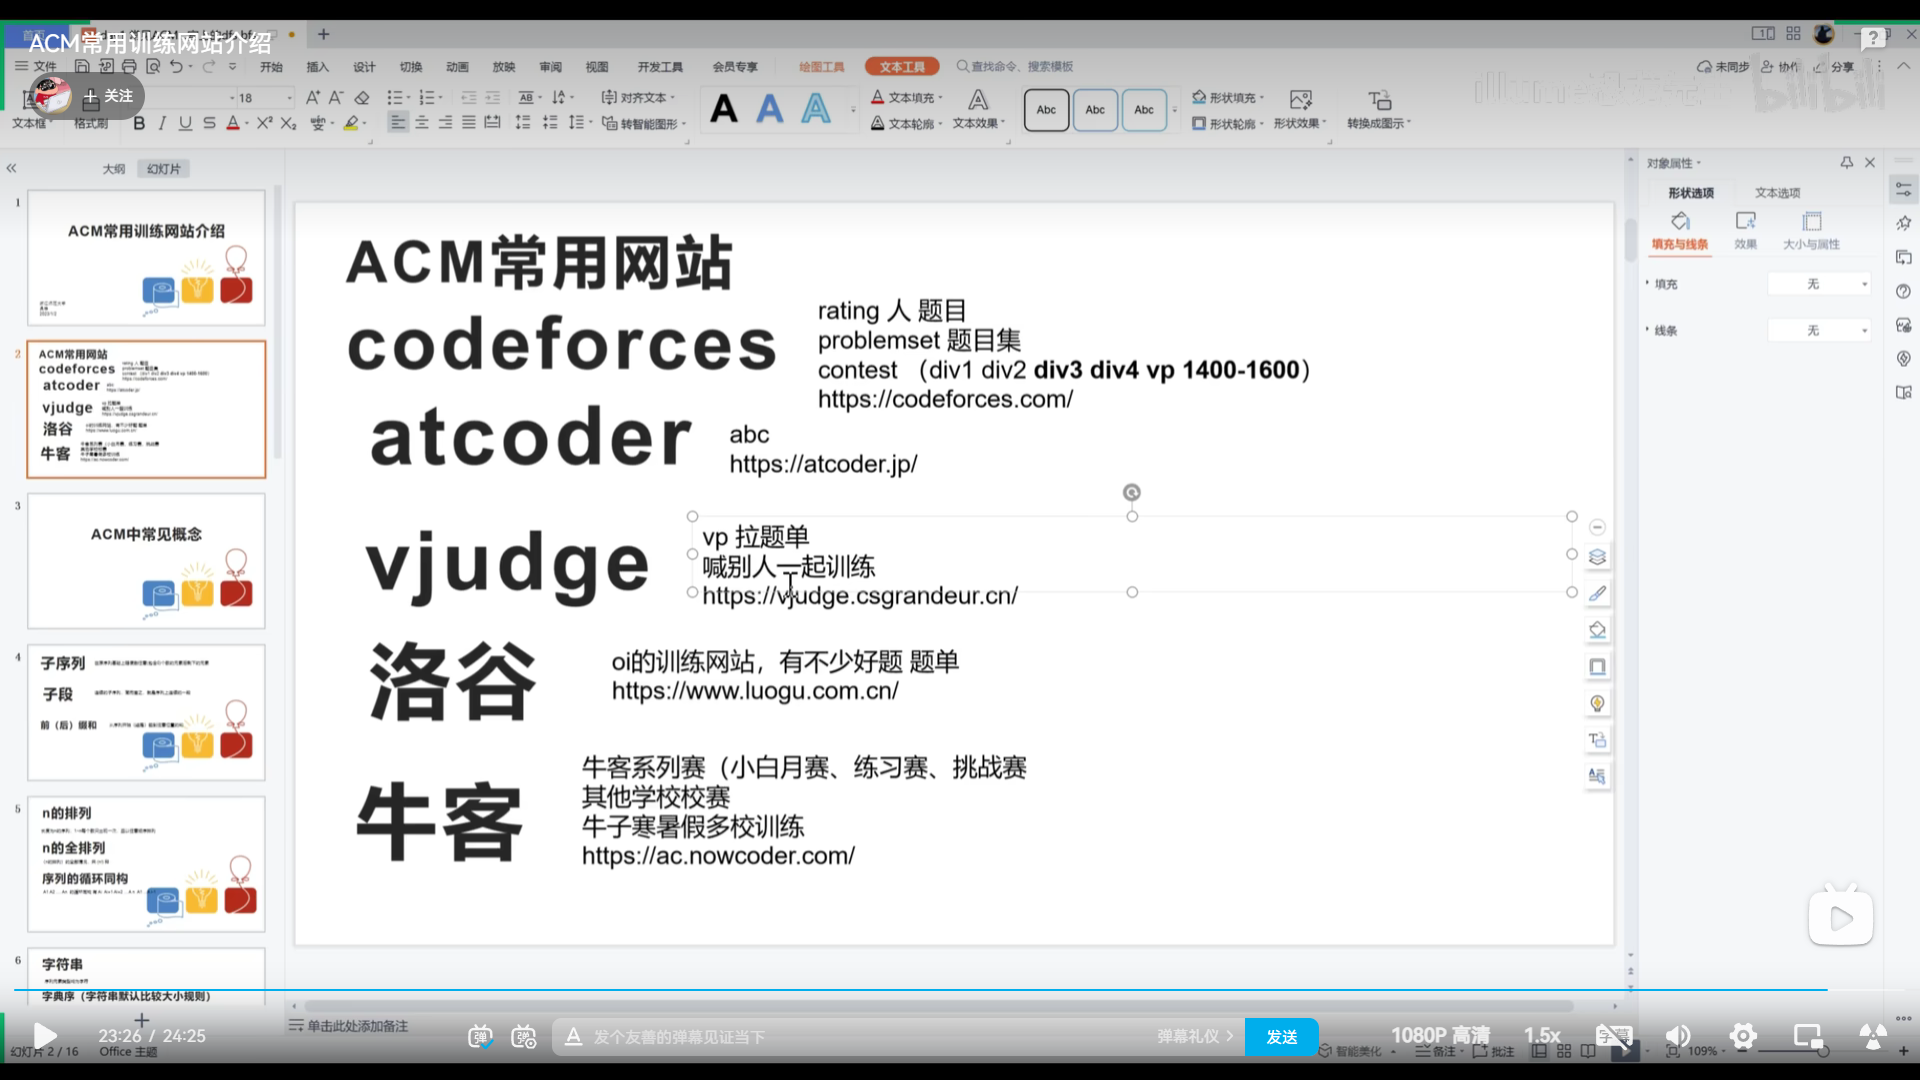 ACM常用训练网站介绍
首页
文件
开始
插入
设计
切换
动画
放映
审阅
视图
开发工具
会员专享
绘图工具
文本工具
查找命令、搜索模板
未同步
协作
分享
+ 关注
文本框
格式刷
18
B I U S A X² X₂
对齐文本
转智能图形
A A A
文本填充
文本轮廓
文本效果
Abc Abc Abc
形状填充
形状轮廓
形状效果
转换成图示
bilibili
大纲
幻灯片
1
ACM常用训练网站介绍
2
ACM常用网站
codeforces
atcoder
vjudge
洛谷
牛客
3
ACM中常见概念
4
子序列
子段
前（后）缀和
5
n的排列
n的全排列
序列的循环同构
6
字符串
字典序（字符串默认比较大小规则）
ACM常用网站
codeforces
rating 人 题目
problemset 题目集
contest （div1 div2 div3 div4 vp 1400-1600）
https://codeforces.com/
atcoder
abc
https://atcoder.jp/
vjudge
vp 拉题单
喊别人一起训练
https://vjudge.csgrandeur.cn/
洛谷
oi的训练网站，有不少好题 题单
https://www.luogu.com.cn/
牛客
牛客系列赛（小白月赛、练习赛、挑战赛
其他学校校赛
牛子寒暑假多校训练
https://ac.nowcoder.com/
对象属性
形状选项
文本选项
填充与线条
效果
大小与属性
填充
无
线条
无
单击此处添加备注
23:26 / 24:25
发个友善的弹幕见证当下
弹幕礼仪
发送
1080P 高清
1.5x
字幕
幻灯片 2 / 16
Office 主题
智能美化
备注
批注
109%